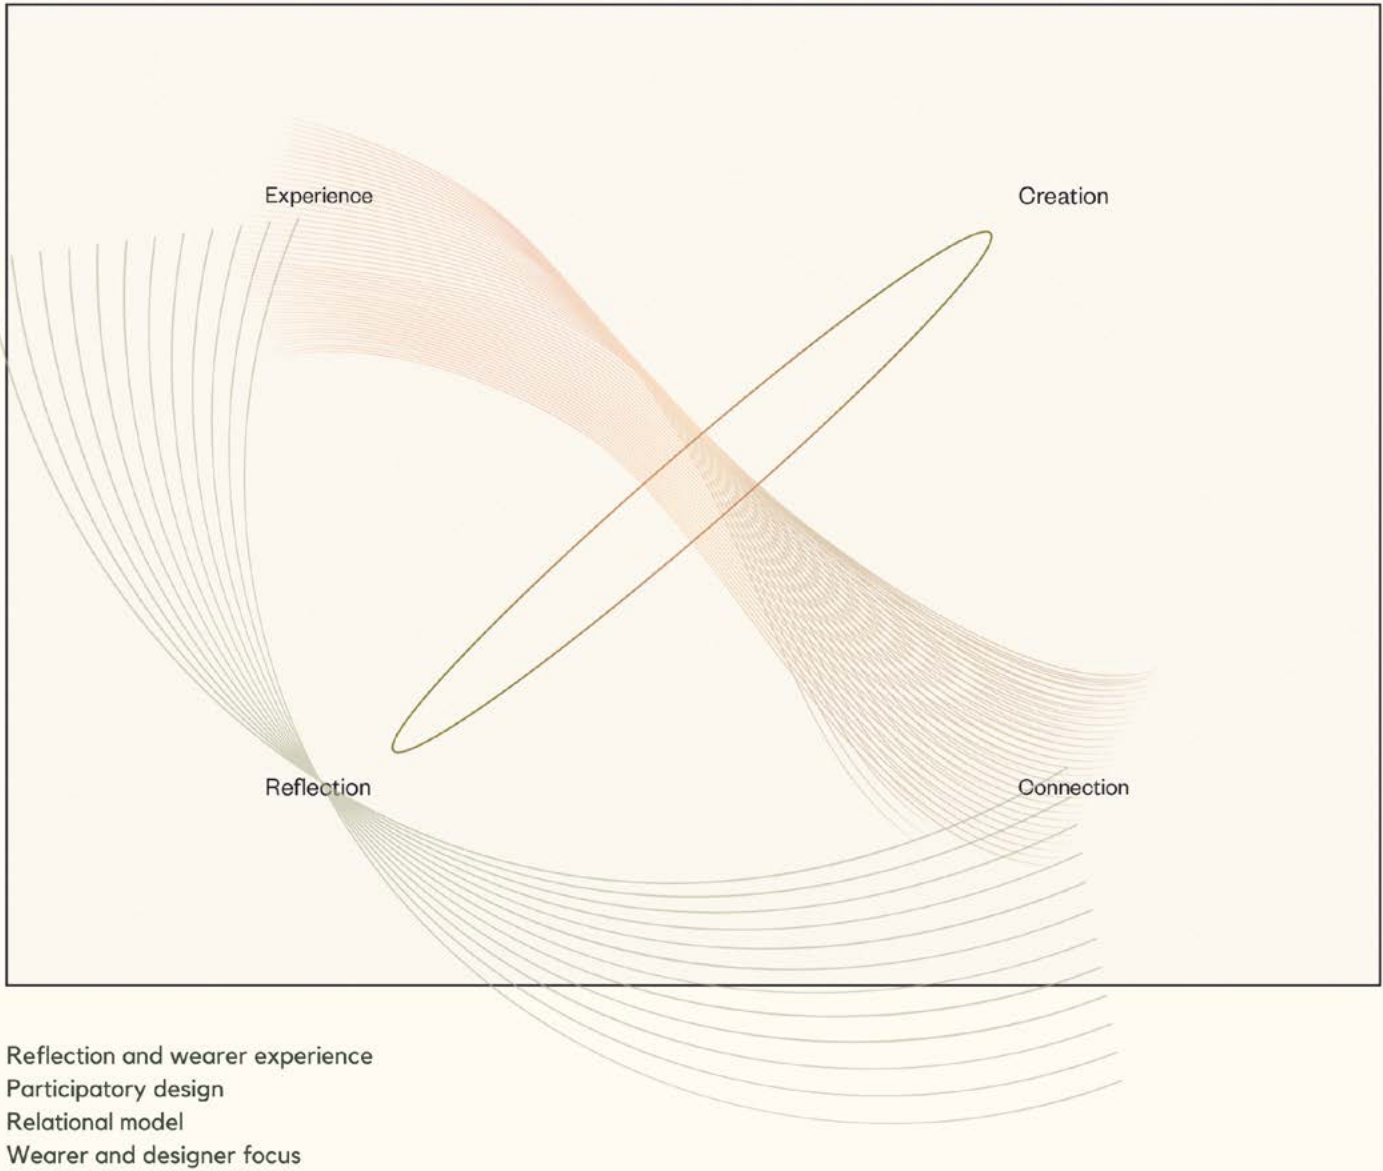 Experience
Creation
Reflection
Connection
Reflection and wearer experience
Participatory design
Relational model
Wearer and designer focus